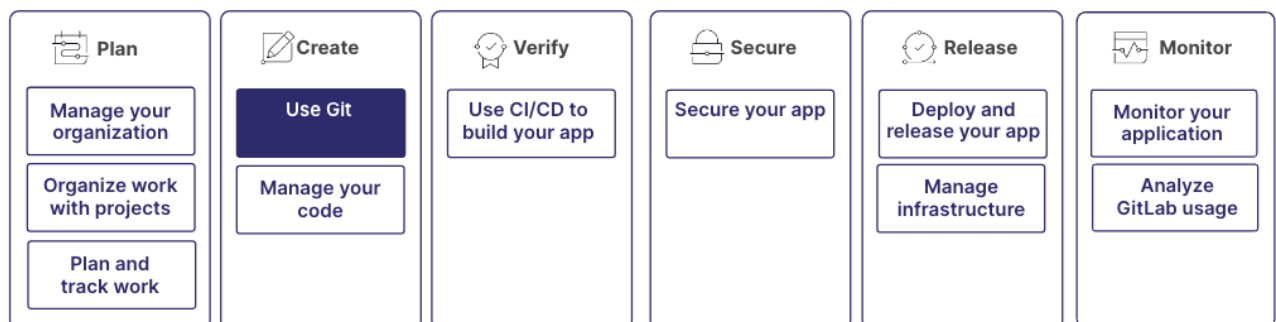 Plan
Manage your
organization
Organize work
with projects
Plan and
track work
Create
Use Git
Manage your
code
Verify
Use CI/CD to
build your app
Secure
Secure your app
Release
Deploy and
release your app
Manage
infrastructure
Monitor
Monitor your
application
Analyze
GitLab usage